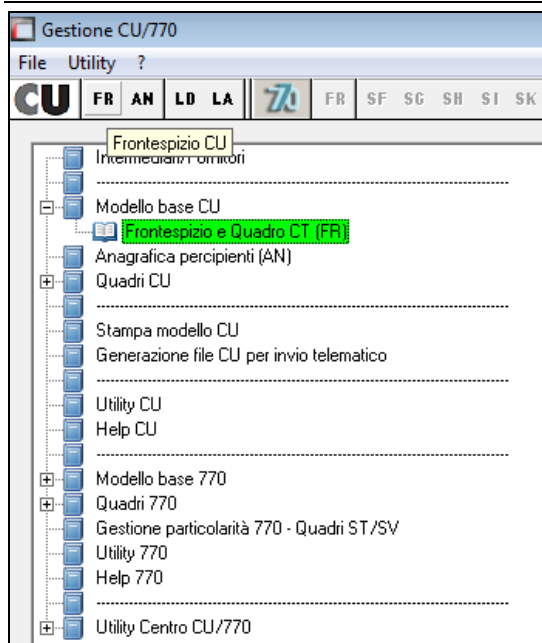 Gestione CU/770
File Utility ?
CU FR AN LD LA 770 FR SF SG SH SI SK
Frontespizio CU
Intermediari/Fornitori
------------------------------------------------------------
Modello base CU
Frontespizio e Quadro CT (FR)
Anagrafica percipienti (AN)
Quadri CU
------------------------------------------------------------
Stampa modello CU
Generazione file CU per invio telematico
------------------------------------------------------------
Utility CU
Help CU
------------------------------------------------------------
Modello base 770
Quadri 770
Gestione particolarità 770 - Quadri ST/SV
Utility 770
Help 770
------------------------------------------------------------
Utility Centro CU/770